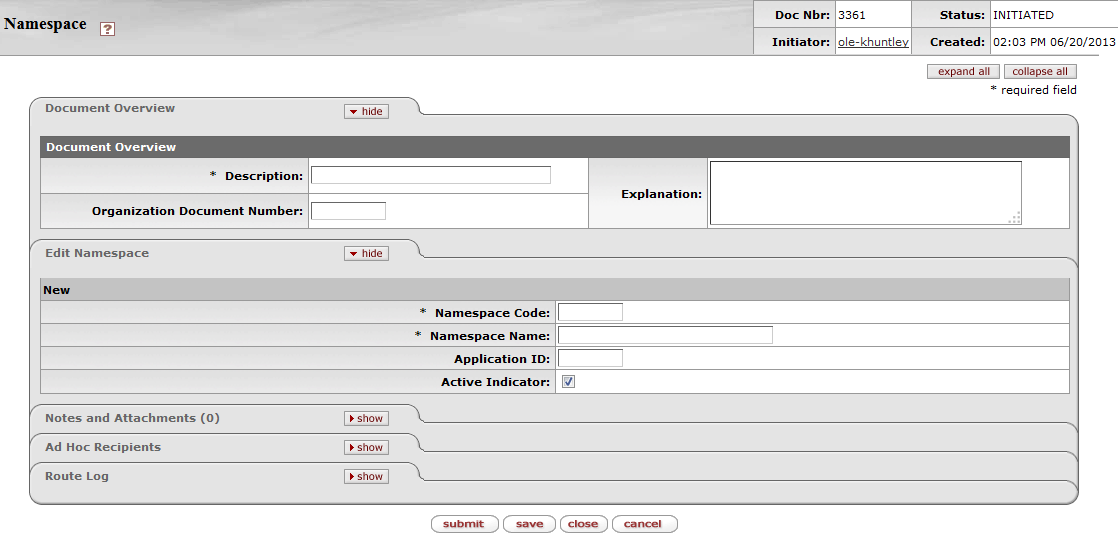 Namespace ?
Doc Nbr: 3361 Status: INITIATED
Initiator: ole-khuntley Created: 02:03 PM 06/20/2013
expand all collapse all
* required field
Document Overview hide
Document Overview
* Description:
Explanation:
Organization Document Number:
Edit Namespace hide
New
* Namespace Code:
* Namespace Name:
Application ID:
Active Indicator:
Notes and Attachments (0) show
Ad Hoc Recipients show
Route Log show
submit save close cancel